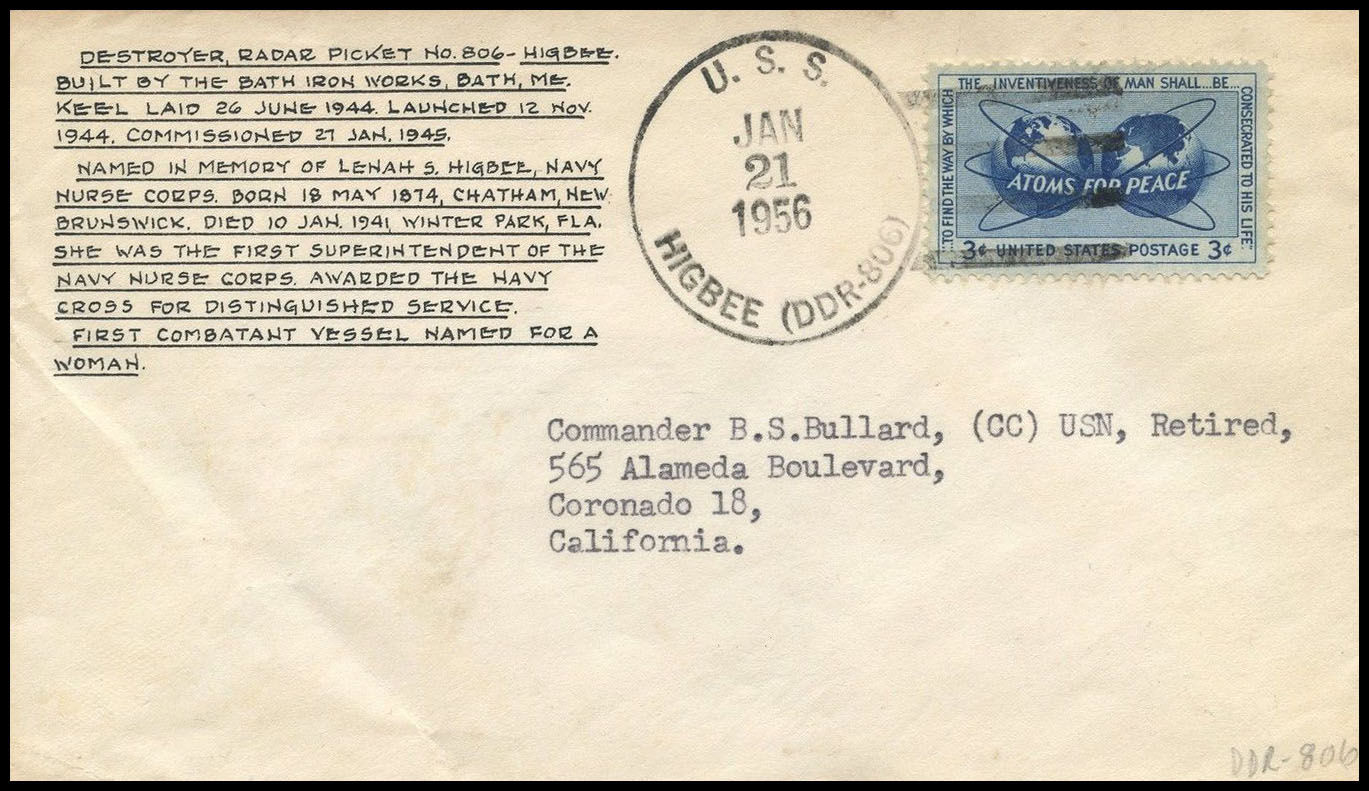 DESTROYER, RADAR PICKET NO. 806 - HIGBEE.
BUILT BY THE BATH IRON WORKS, BATH, ME.
KEEL LAID 26 JUNE 1944. LAUNCHED 12 NOV.
1944. COMMISSIONED 27 JAN. 1945.
NAMED IN MEMORY OF LENAH S. HIGBEE, NAVY
NURSE CORPS. BORN 18 MAY 1874, CHATHAM, NEW
BRUNSWICK. DIED 10 JAN. 1941, WINTER PARK, FLA.
SHE WAS THE FIRST SUPERINTENDENT OF THE
NAVY NURSE CORPS. AWARDED THE NAVY
CROSS FOR DISTINGUISHED SERVICE.
FIRST COMBATANT VESSEL NAMED FOR A
WOMAN.
U. S. S.
JAN
21
1956
HIGBEE (DDR-806)
...TO FIND THE WAY BY WHICH
THE INVENTIVENESS OF MAN SHALL...BE...
CONSECRATED TO HIS LIFE"
ATOMS FOR PEACE
3¢ UNITED STATES POSTAGE 3¢
Commander B.S.Bullard, (CC) USN, Retired,
565 Alameda Boulevard,
Coronado 18,
California.
DDR-806